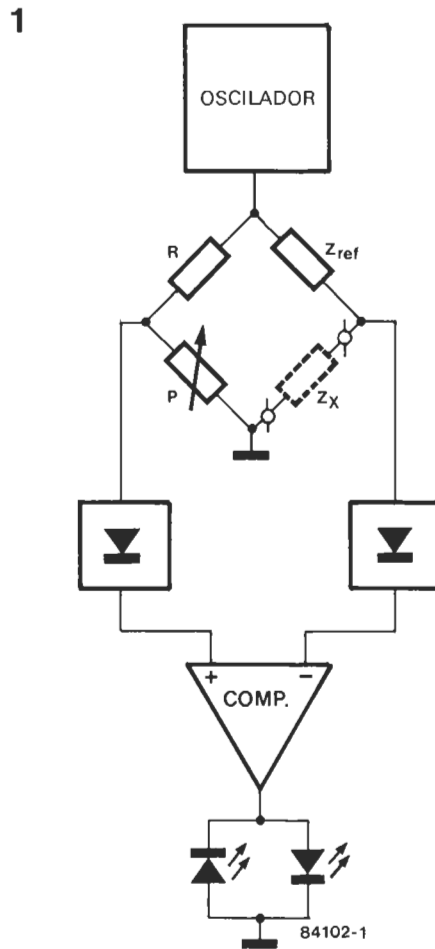 1
OSCILADOR
R
Zref
P
ZX
+
−
COMP.
84102-1